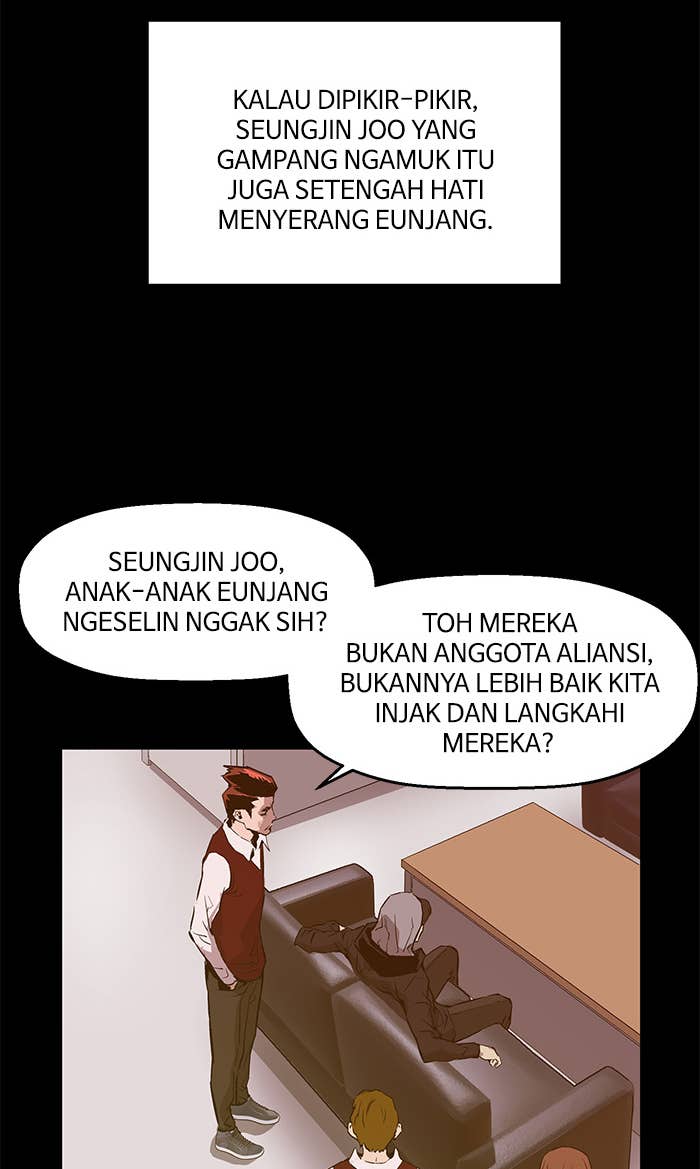 KALAU DIPIKIR-PIKIR,
SEUNGJIN JOO YANG
GAMPANG NGAMUK ITU
JUGA SETENGAH HATI
MENYERANG EUNJANG.
SEUNGJIN JOO,
ANAK-ANAK EUNJANG
NGESELIN NGGAK SIH?
TOH MEREKA
BUKAN ANGGOTA ALIANSI,
BUKANNYA LEBIH BAIK KITA
INJAK DAN LANGKAHI
MEREKA?